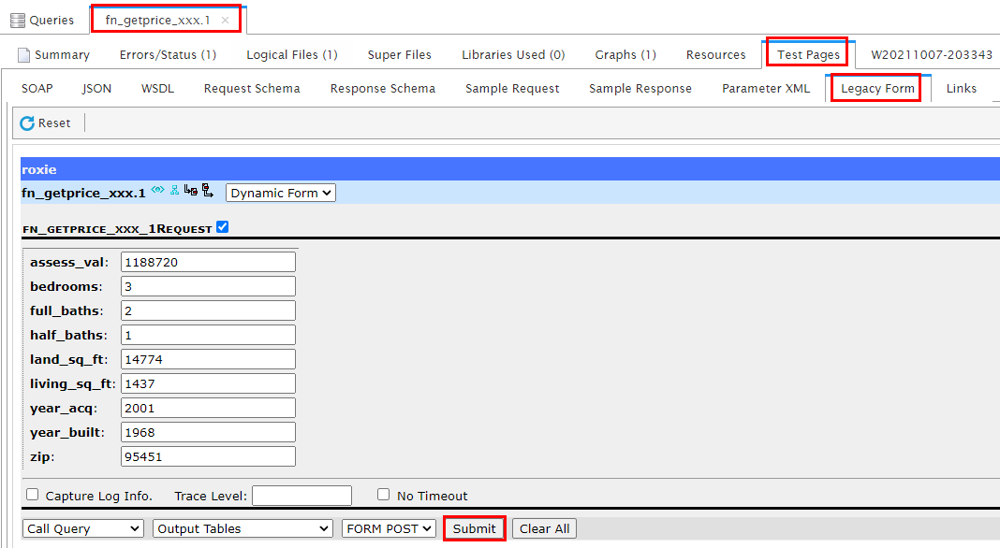 Queries fn_getprice_xxx.1 ×
Summary Errors/Status (1) Logical Files (1) Super Files Libraries Used (0) Graphs (1) Resources Test Pages W20211007-203343
SOAP JSON WSDL Request Schema Response Schema Sample Request Sample Response Parameter XML Legacy Form Links
Reset
roxie
fn_getprice_xxx.1 Dynamic Form
FN_GETPRICE_XXX_1REQUEST
assess_val: 1188720
bedrooms: 3
full_baths: 2
half_baths: 1
land_sq_ft: 14774
living_sq_ft: 1437
year_acq: 2001
year_built: 1968
zip: 95451
Capture Log Info. Trace Level: No Timeout
Call Query Output Tables FORM POST Submit Clear All